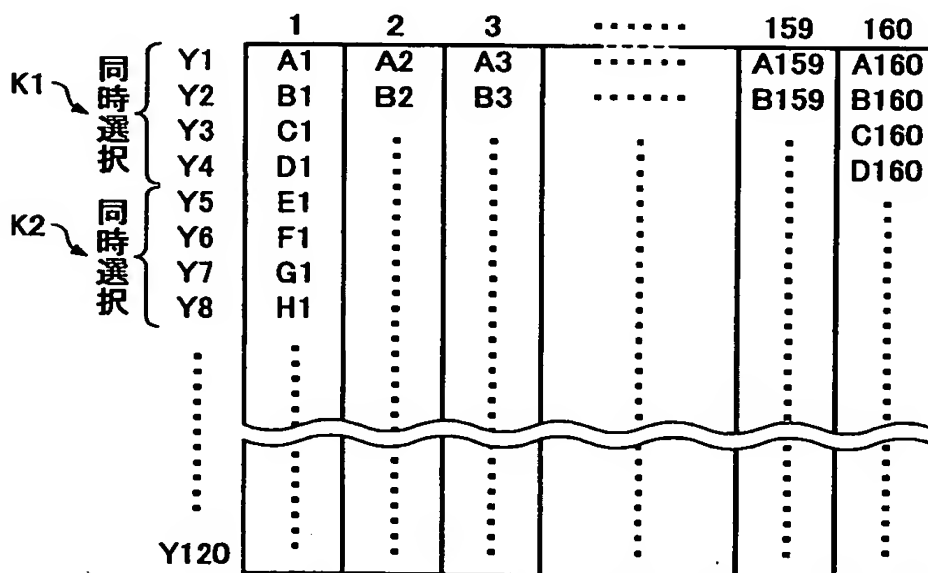 1 2 3 ...... 159 160
K1 同時選択 Y1 A1 A2 A3 ...... A159 A160
Y2 B1 B2 B3 ...... B159 B160
Y3 C1 C160
Y4 D1 D160
K2 同時選択 Y5 E1
Y6 F1
Y7 G1
Y8 H1
Y120